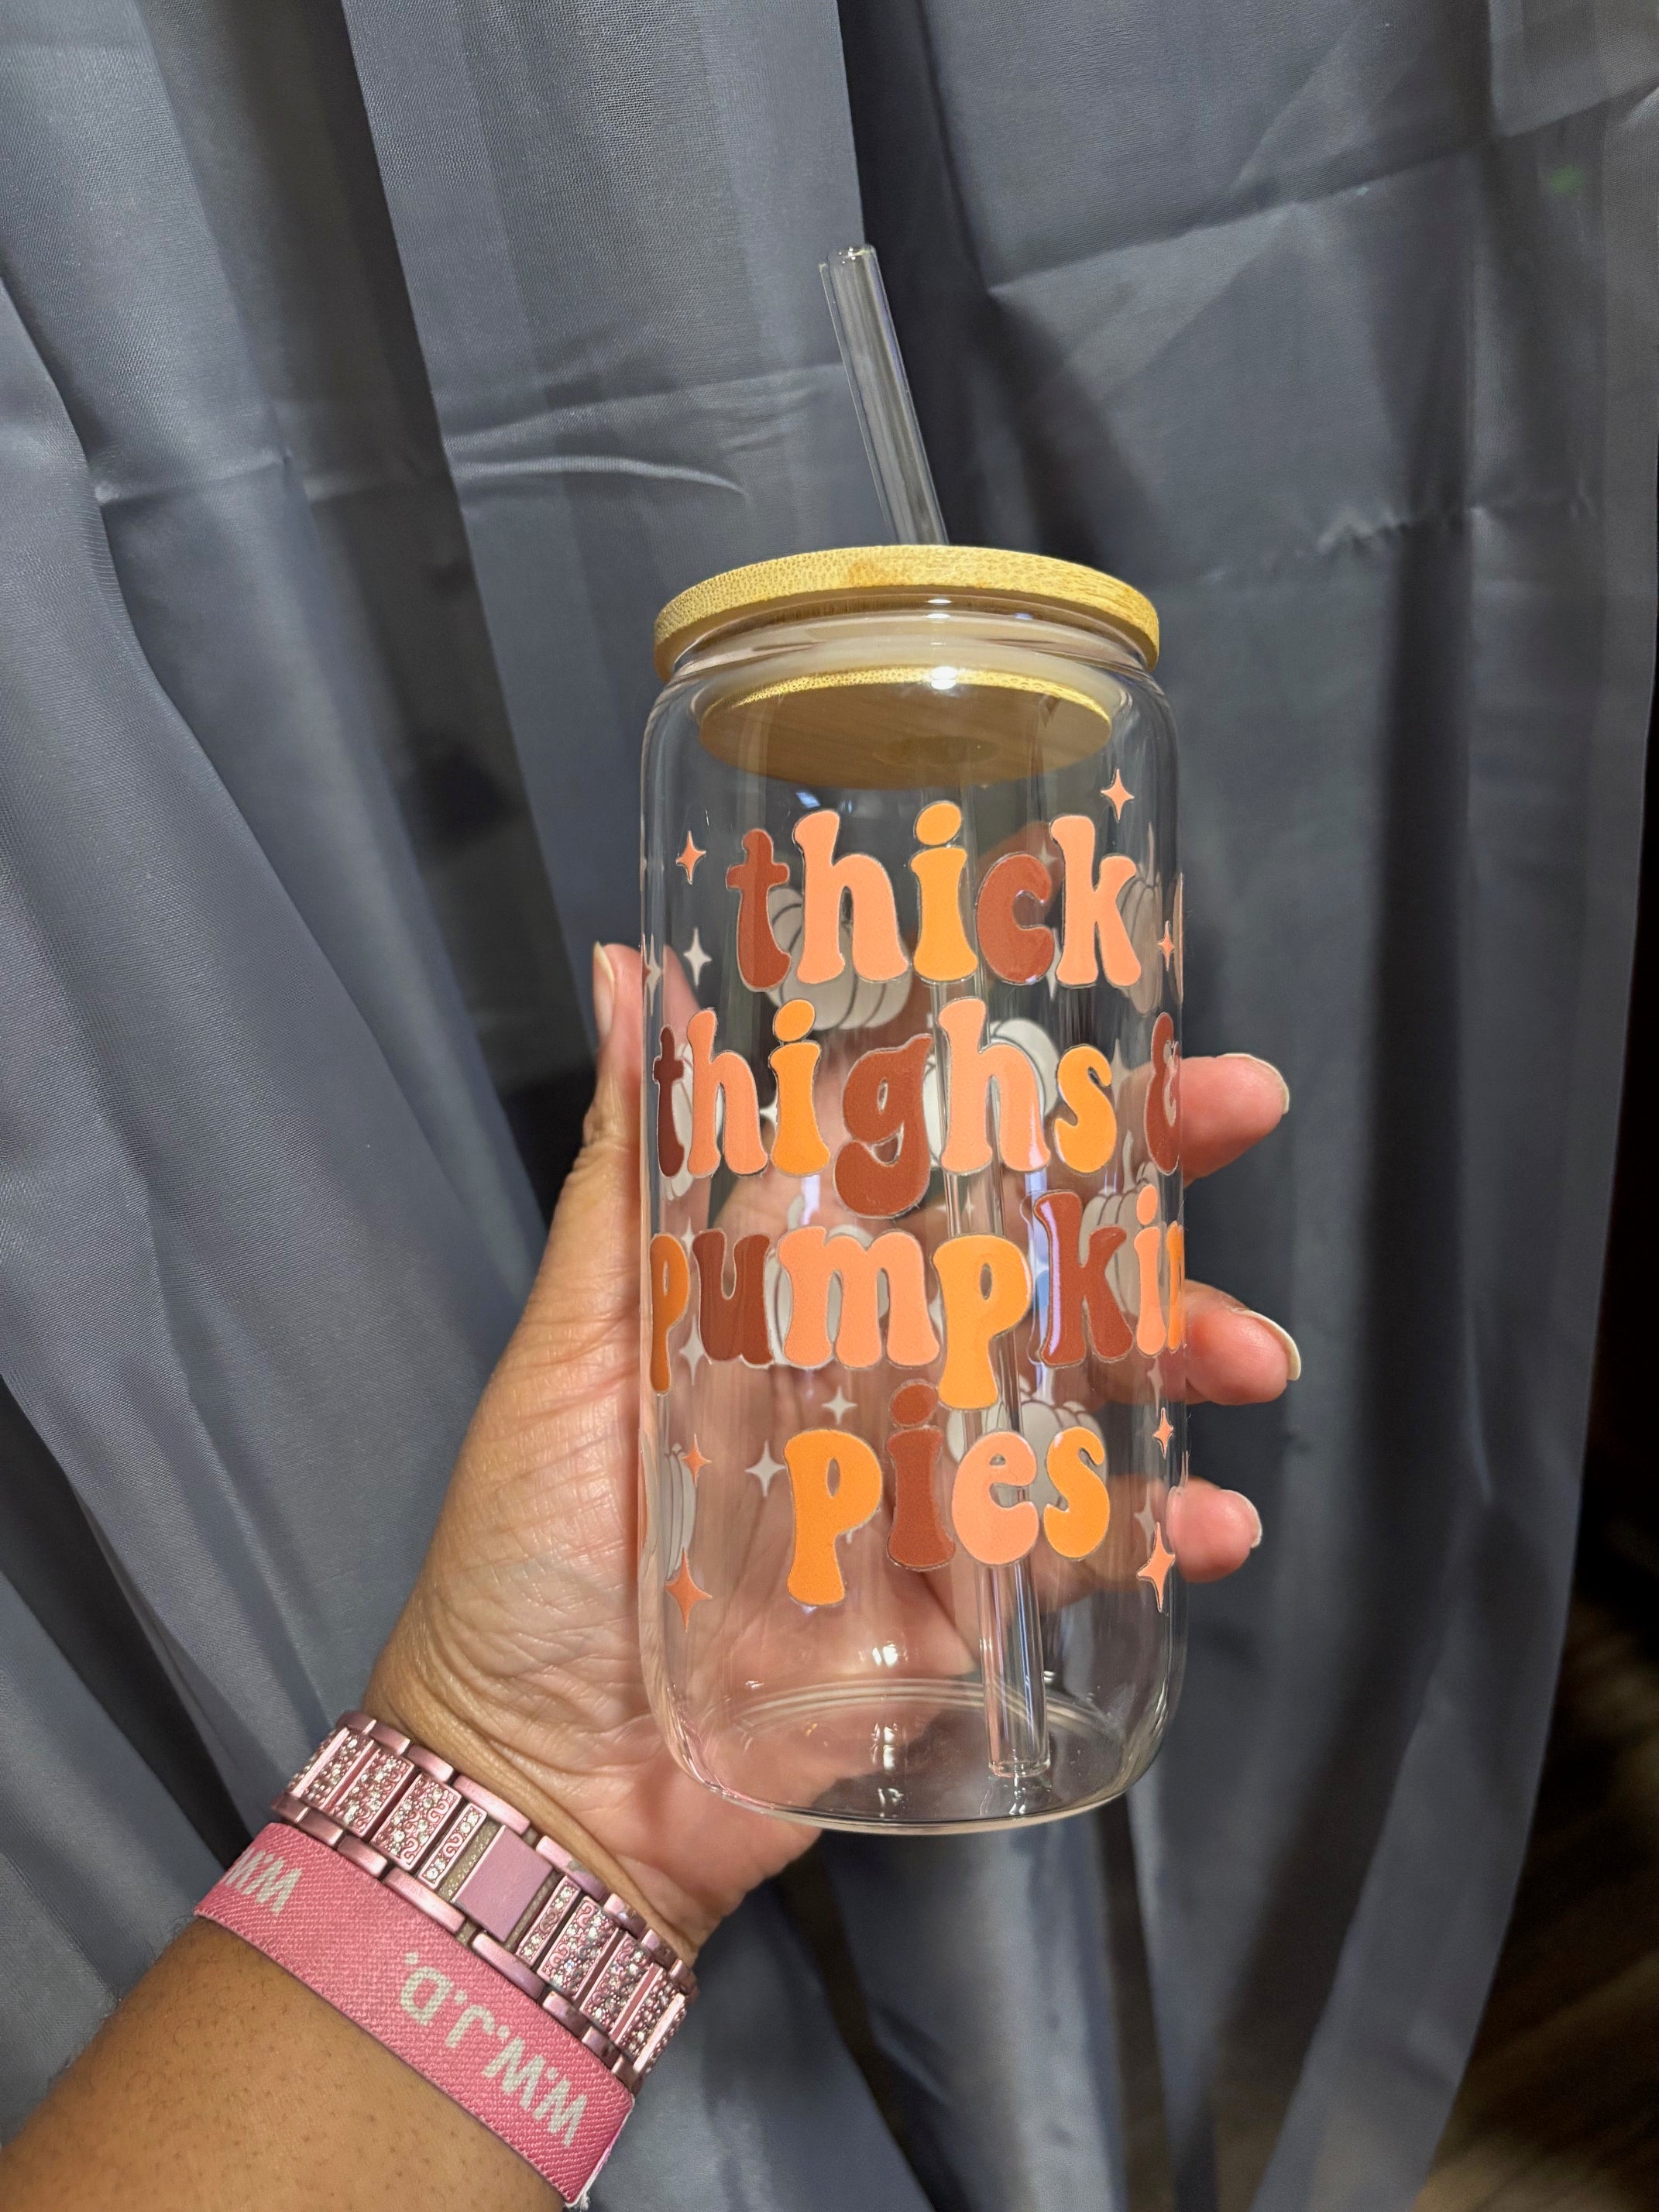 thick
thighs &
pumpkin
pies
W.W.J.D.